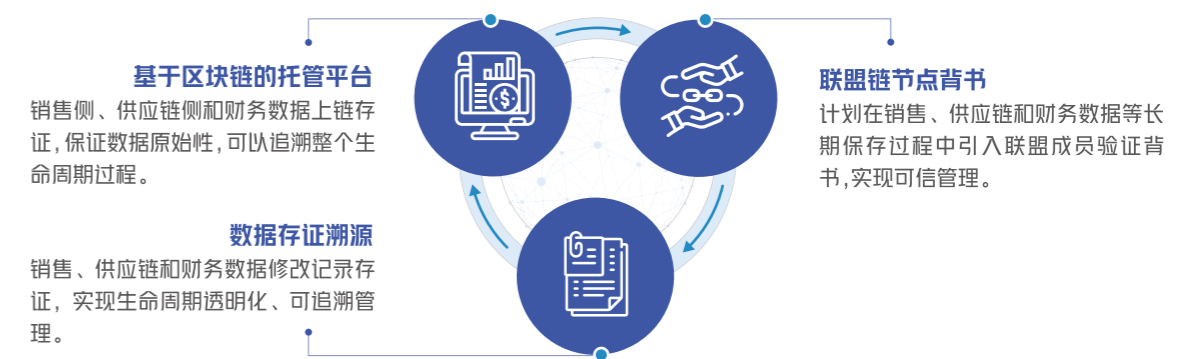 基于区块链的托管平台
销售侧、供应链侧和财务数据上链存
证,保证数据原始性,可以追溯整个生
命周期过程。
联盟链节点背书
计划在销售、供应链和财务数据等长
期保存过程中引入联盟成员验证背
书,实现可信管理。
数据存证溯源
销售、供应链和财务数据修改记录存
证，实现生命周期透明化、可追溯管
理。